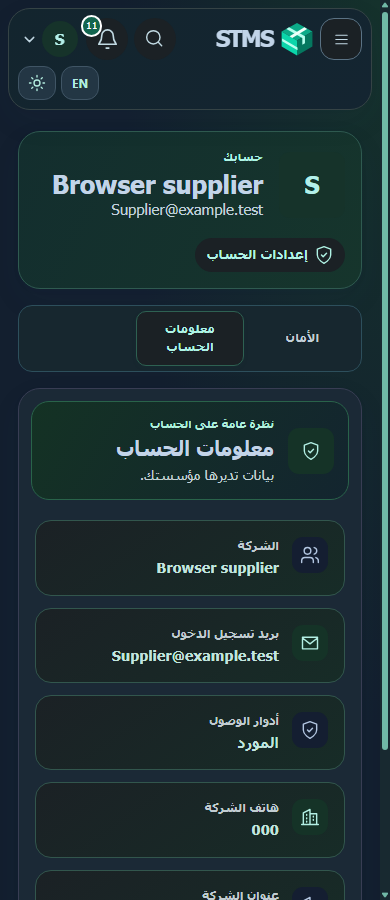 STMS
11
S
EN
حسابك
Browser supplier
S
Supplier@example.test
إعدادات الحساب
الأمان
معلومات
الحساب
نظرة عامة على الحساب
معلومات الحساب
بيانات تديرها مؤسستك.
الشركة
Browser supplier
بريد تسجيل الدخول
Supplier@example.test
أدوار الوصول
المورد
هاتف الشركة
000
عنوان الشركة